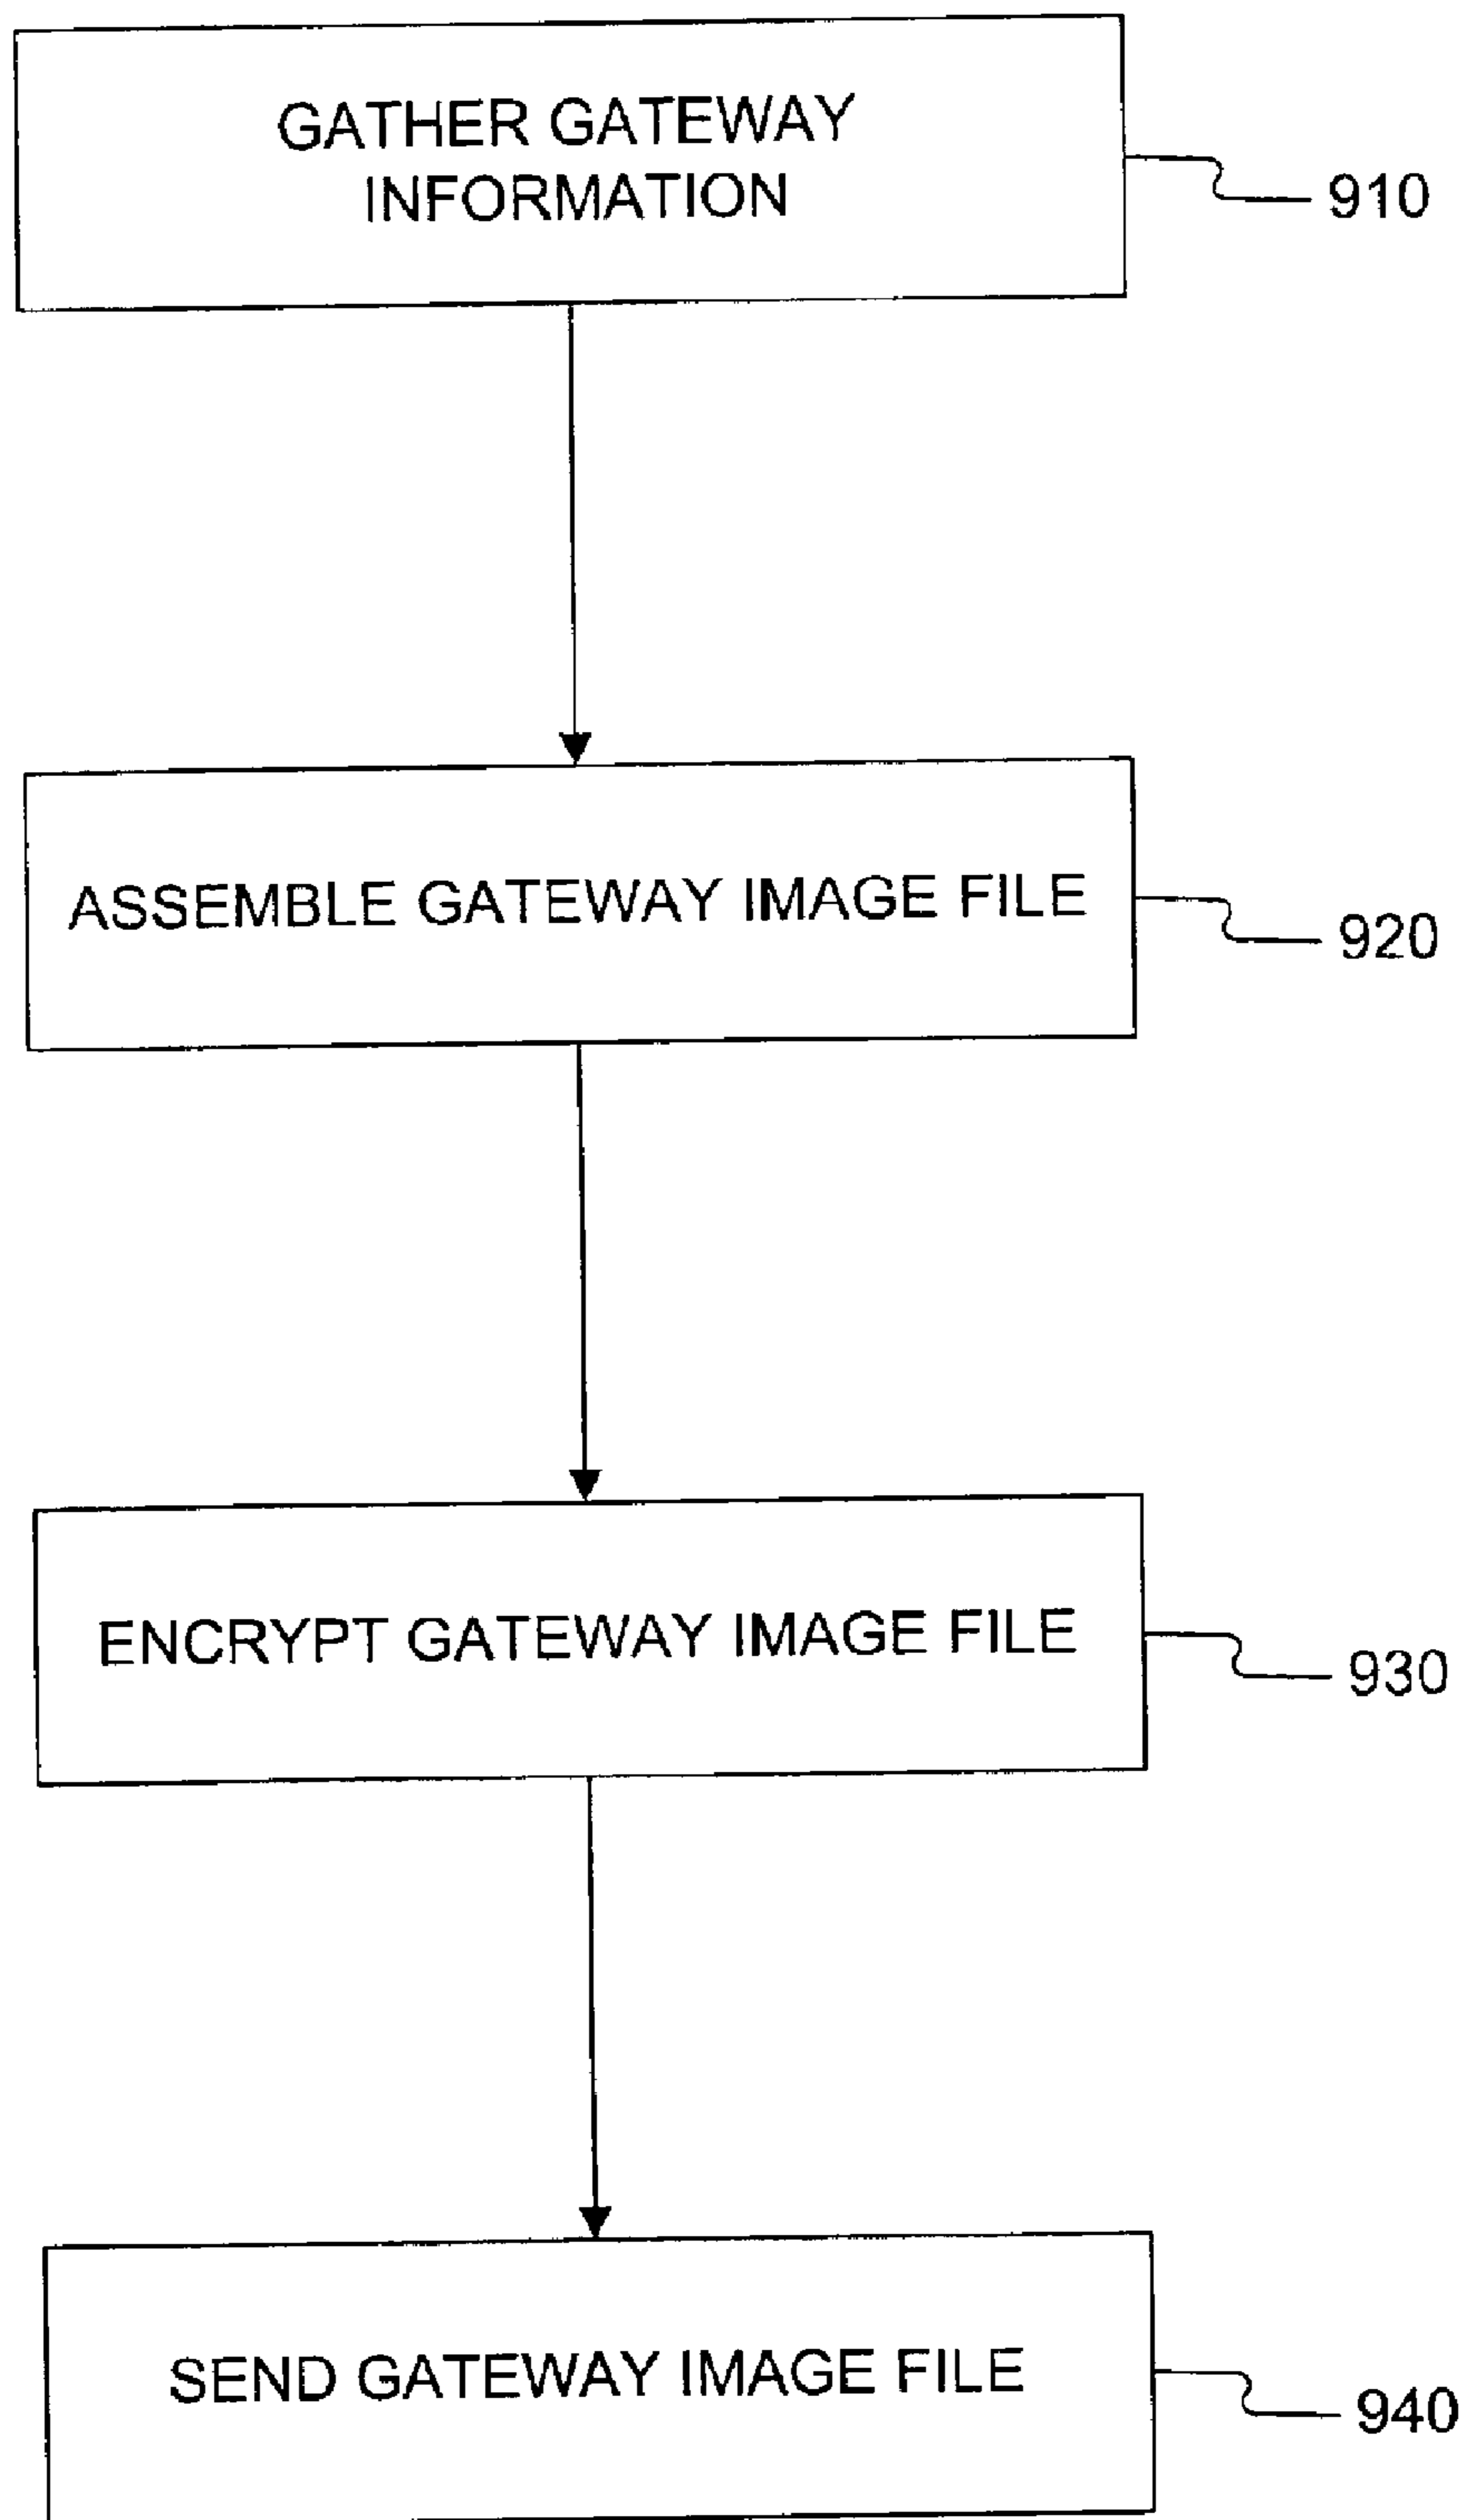 GATHER GATEWAY
INFORMATION
910
ASSEMBLE GATEWAY IMAGE FILE
920
ENCRYPT GATEWAY IMAGE FILE
930
SEND GATEWAY IMAGE FILE
940